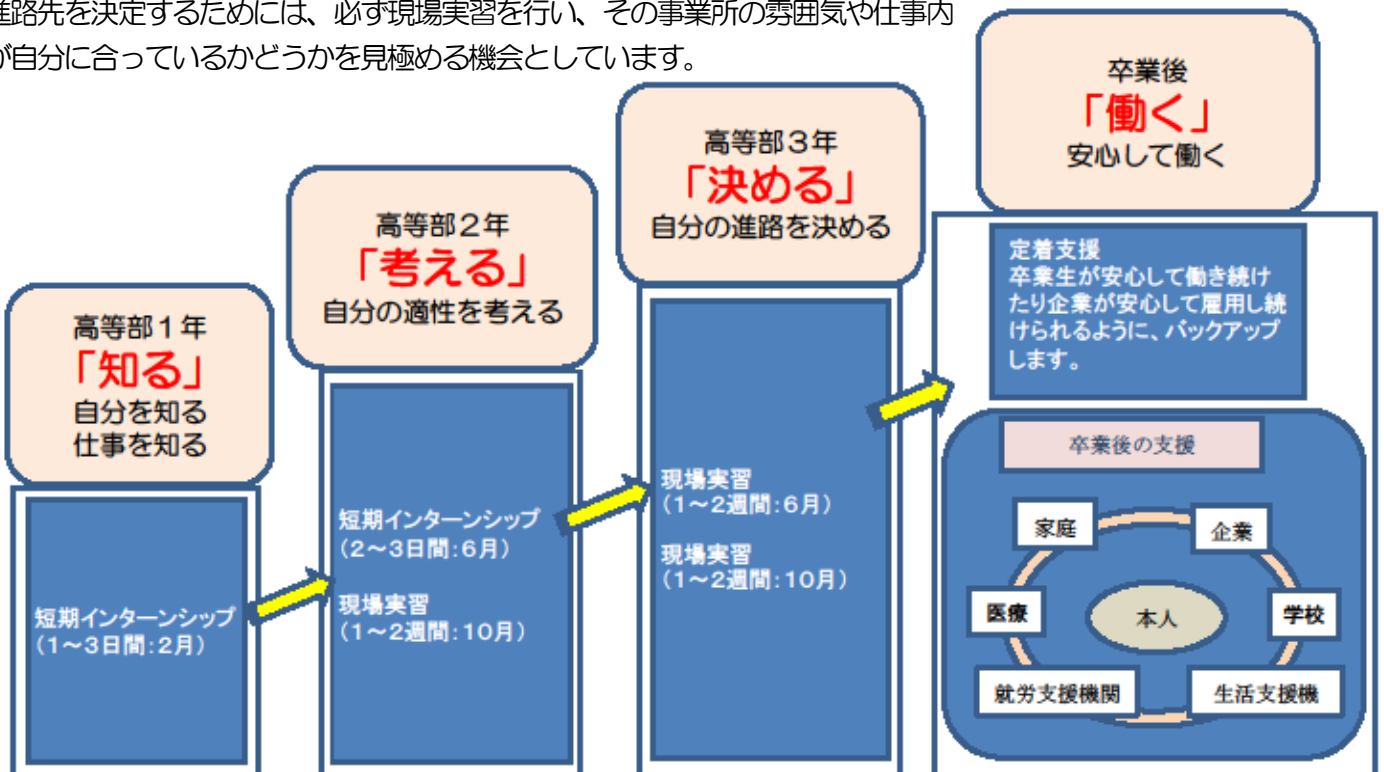 進路先を決定するためには、必ず現場実習を行い、その事業所の雰囲気や仕事内
が自分に合っているかどうかを見極める機会としています。
高等部１年
「知る」
自分を知る
仕事を知る
短期インターンシップ
（１～３日間：２月）
高等部２年
「考える」
自分の適性を考える
短期インターンシップ
（２～３日間：６月）
現場実習
（１～２週間：１０月）
高等部３年
「決める」
自分の進路を決める
現場実習
（１～２週間：６月）
現場実習
（１～２週間：１０月）
卒業後
「働く」
安心して働く
定着支援
卒業生が安心して働き続け
たり企業が安心して雇用し続
けられるように、バックアップ
します。
卒業後の支援
家庭
企業
医療
本人
学校
就労支援機関
生活支援機